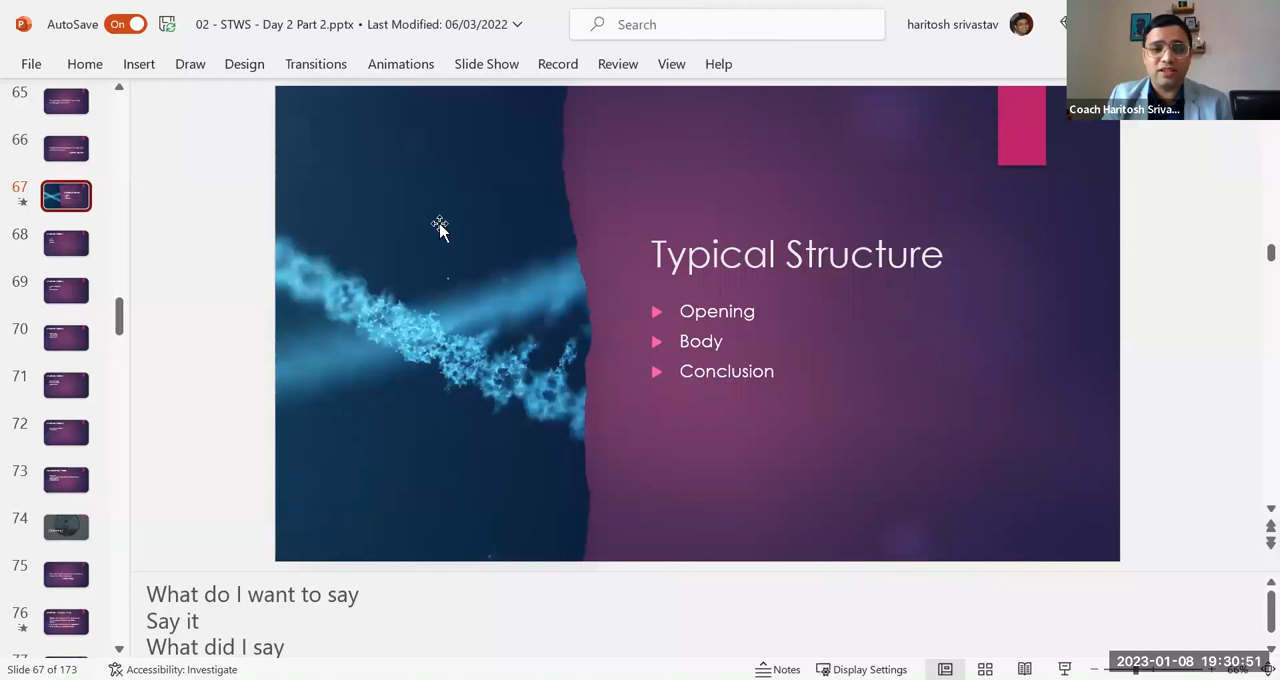 AutoSave On 02 - STWS - Day 2 Part 2.pptx • Last Modified: 06/03/2022 Search haritosh srivastav
File Home Insert Draw Design Transitions Animations Slide Show Record Review View Help
Coach Haritosh Sriva...
65
66
67
68
69
70
71
72
73
74
75
76
Typical Structure
Opening
Body
Conclusion
What do I want to say
Say it
What did I say
Slide 67 of 173 Accessibility: Investigate Notes Display Settings 66%
2023-01-08 19:30:51